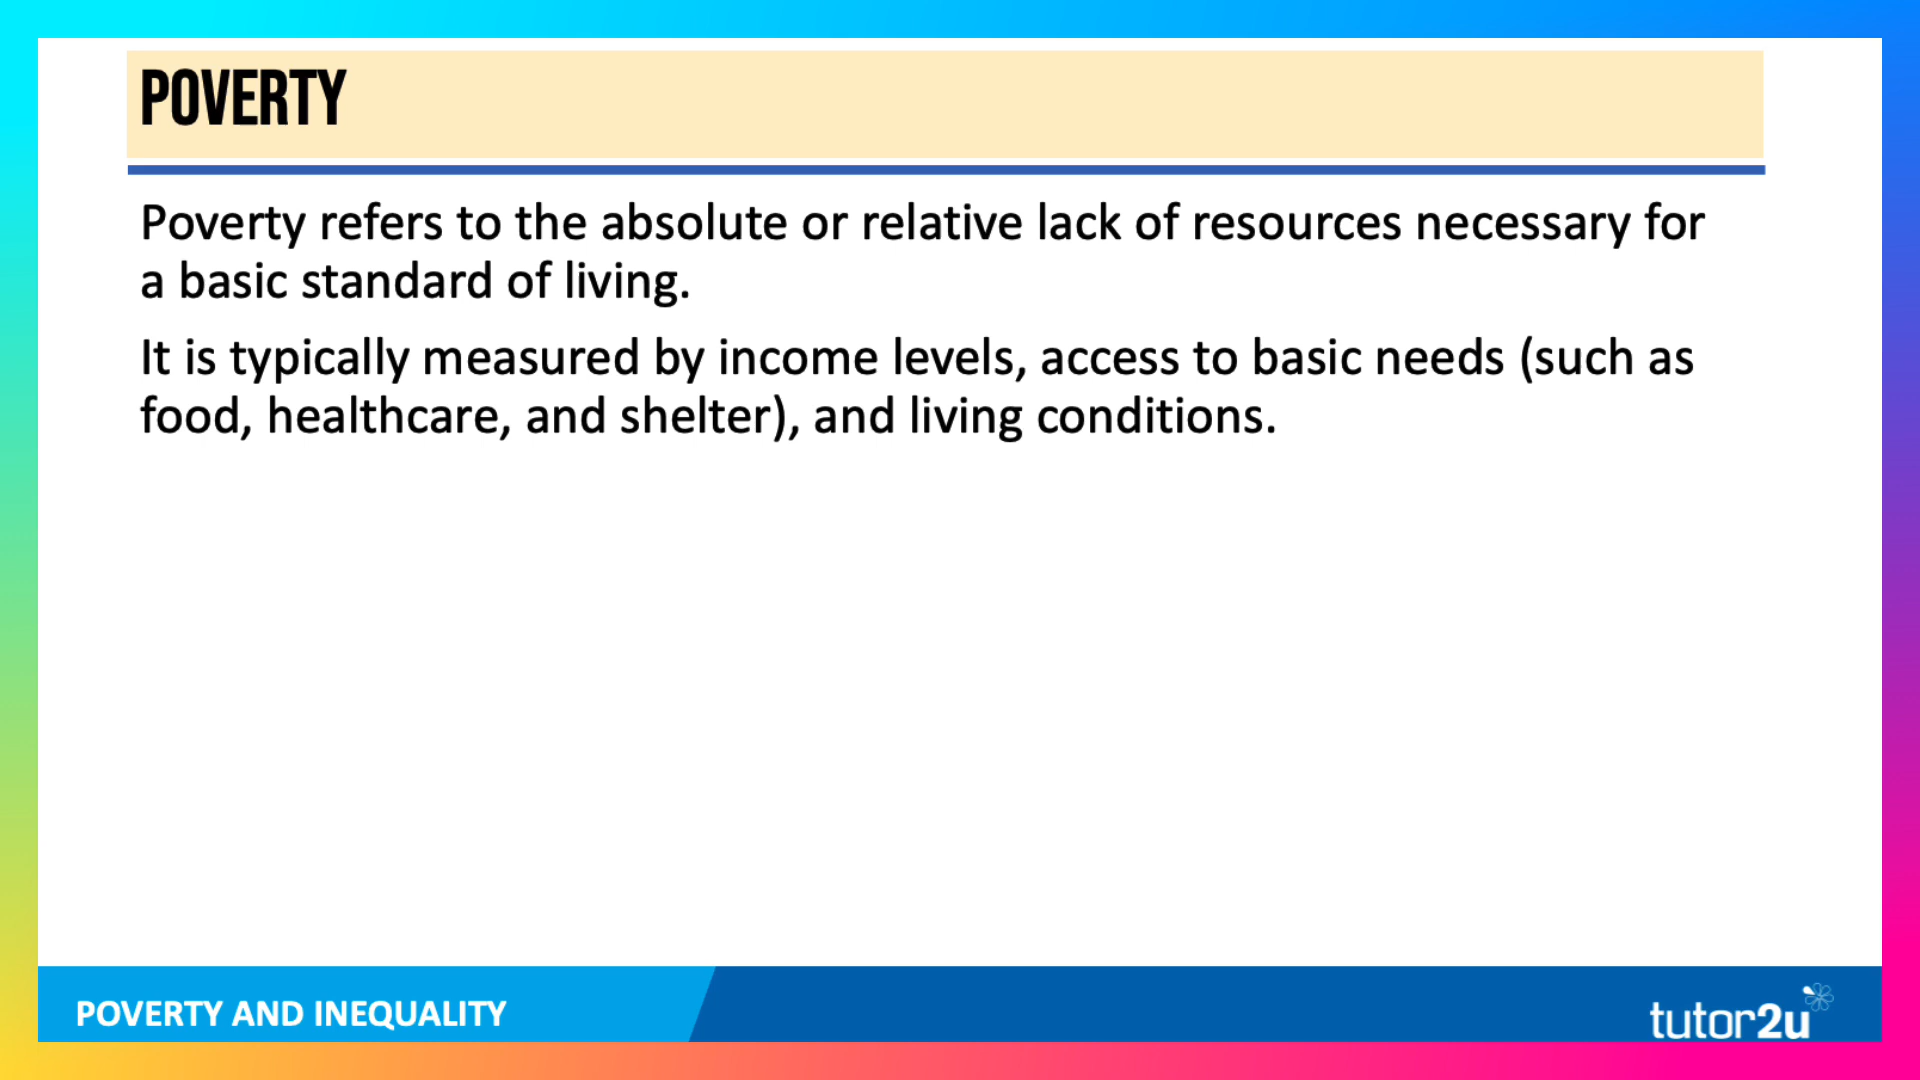 POVERTY
Poverty refers to the absolute or relative lack of resources necessary for
a basic standard of living.
It is typically measured by income levels, access to basic needs (such as
food, healthcare, and shelter), and living conditions.
POVERTY AND INEQUALITY
tutor2u